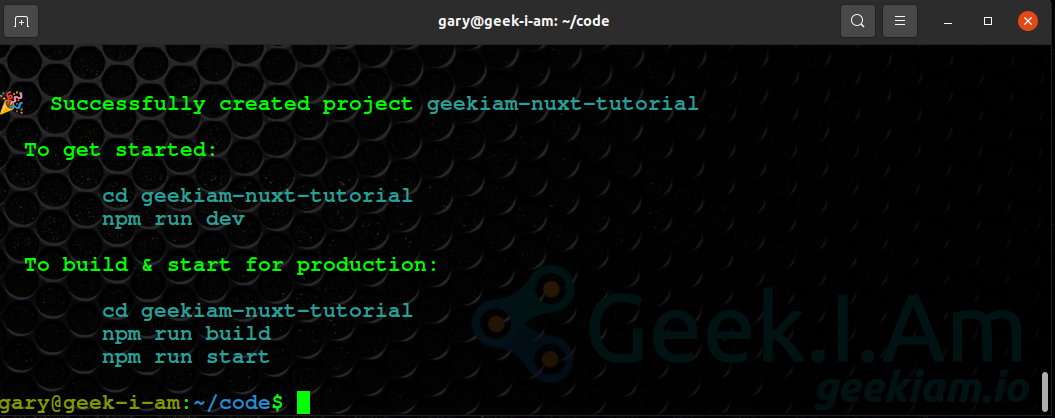 gary@geek-i-am: ~/code
Successfully created project geekiam-nuxt-tutorial
To get started:
cd geekiam-nuxt-tutorial
npm run dev
To build & start for production:
cd geekiam-nuxt-tutorial
npm run build
npm run start
Geek.I.Am
geekiam.io
gary@geek-i-am:~/code$